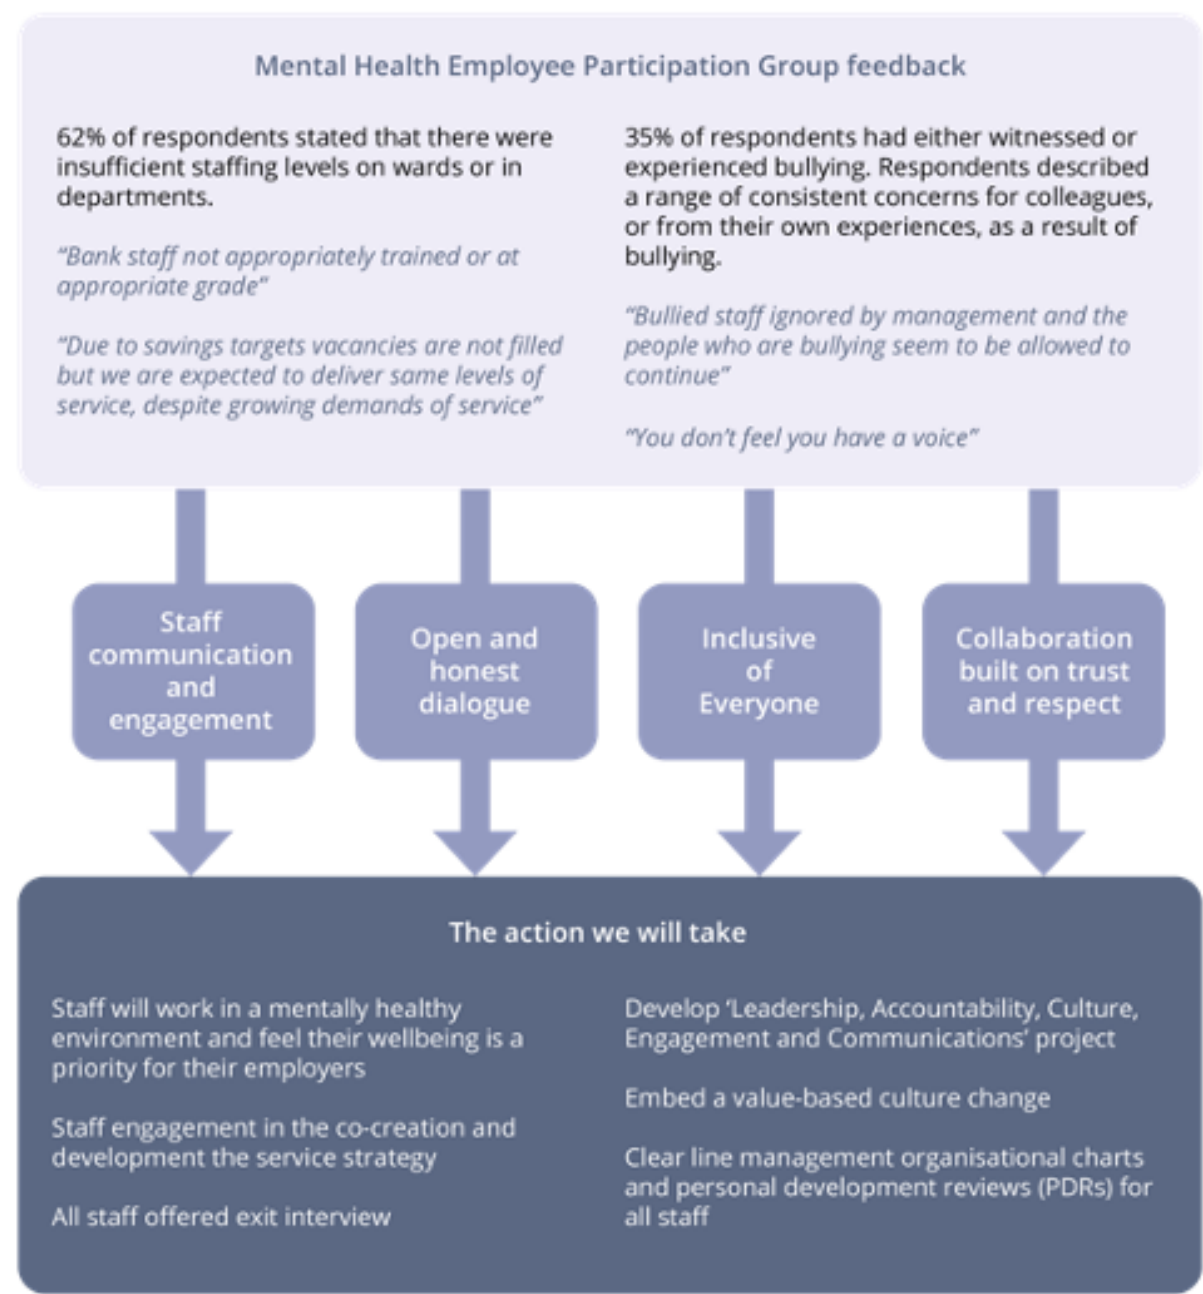 Mental Health Employee Participation Group feedback
62% of respondents stated that there were
insufficient staffing levels on wards or in
departments.
“Bank staff not appropriately trained or at
appropriate grade”
“Due to savings targets vacancies are not filled
but we are expected to deliver same levels of
service, despite growing demands of service”
35% of respondents had either witnessed or
experienced bullying. Respondents described
a range of consistent concerns for colleagues,
or from their own experiences, as a result of
bullying.
“Bullied staff ignored by management and the
people who are bullying seem to be allowed to
continue”
“You don’t feel you have a voice”
Staff
communication
and
engagement
Open and
honest
dialogue
Inclusive
of
Everyone
Collaboration
built on trust
and respect
The action we will take
Staff will work in a mentally healthy
environment and feel their wellbeing is a
priority for their employers
Staff engagement in the co-creation and
development the service strategy
All staff offered exit interview
Develop ‘Leadership, Accountability, Culture,
Engagement and Communications’ project
Embed a value-based culture change
Clear line management organisational charts
and personal development reviews (PDRs) for
all staff